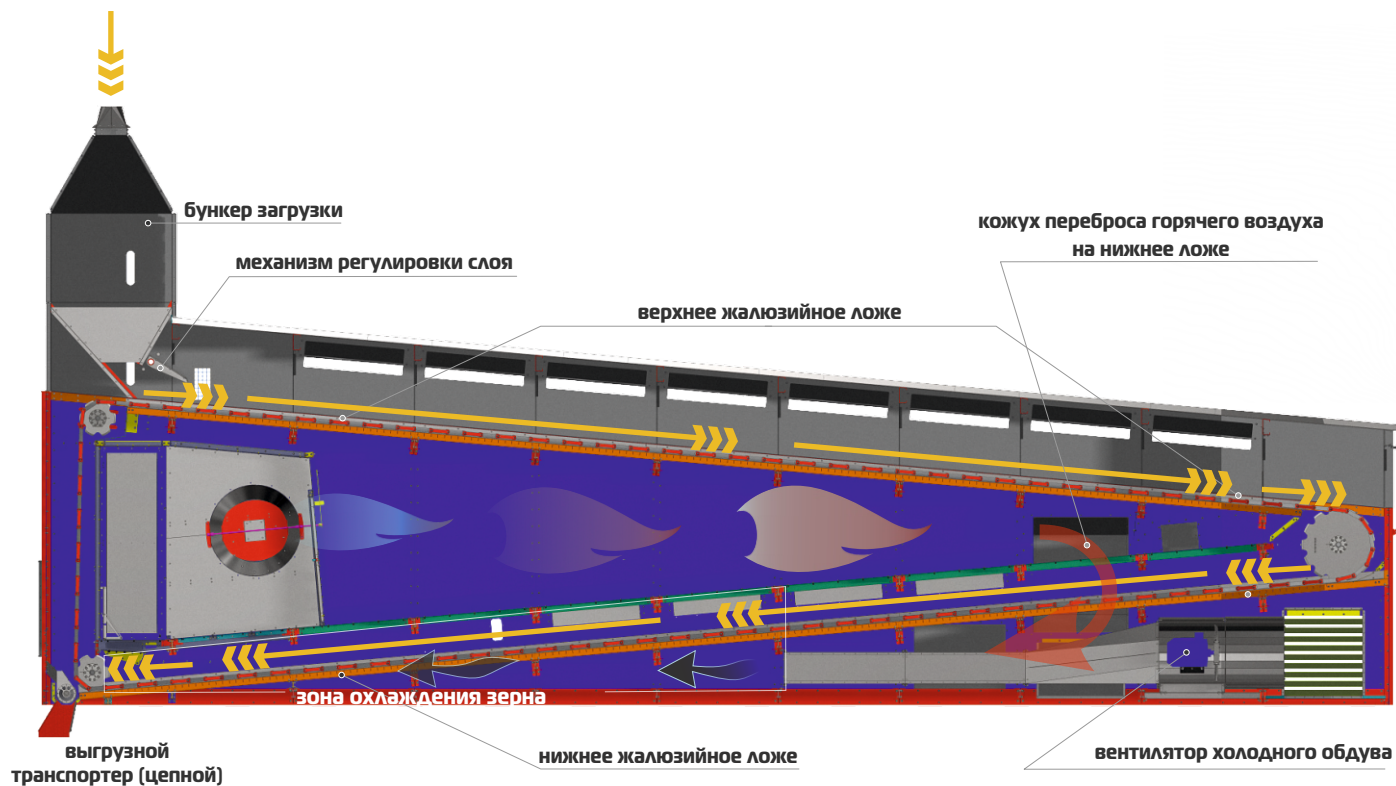 бункер загрузки
кожух переброса горячего воздуха
на нижнее ложе
механизм регулировки слоя
верхнее жалюзийное ложе
зона охлаждения зерна
выгрузной
транспортер (цепной)
нижнее жалюзийное ложе
вентилятор холодного обдува